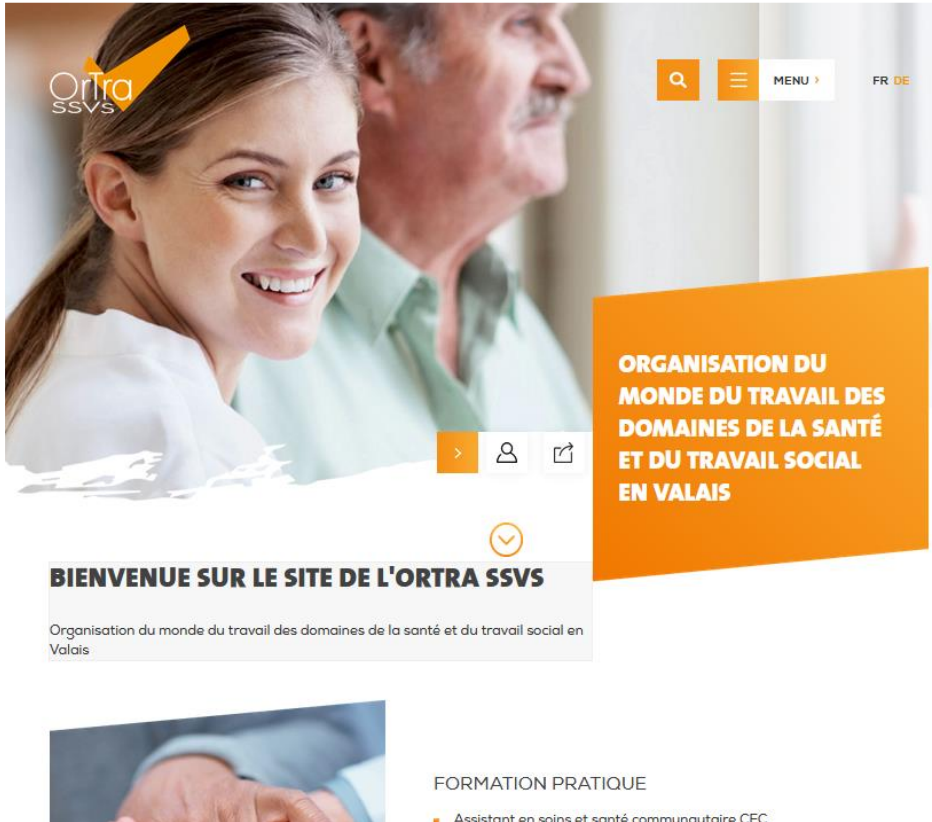 OrTra
SSVS
MENU >
FR DE
ORGANISATION DU
MONDE DU TRAVAIL DES
DOMAINES DE LA SANTÉ
ET DU TRAVAIL SOCIAL
EN VALAIS
BIENVENUE SUR LE SITE DE L'ORTRA SSVS
Organisation du monde du travail des domaines de la santé et du travail social en
Valais
FORMATION PRATIQUE
Assistant en soins et santé communautaire CFC